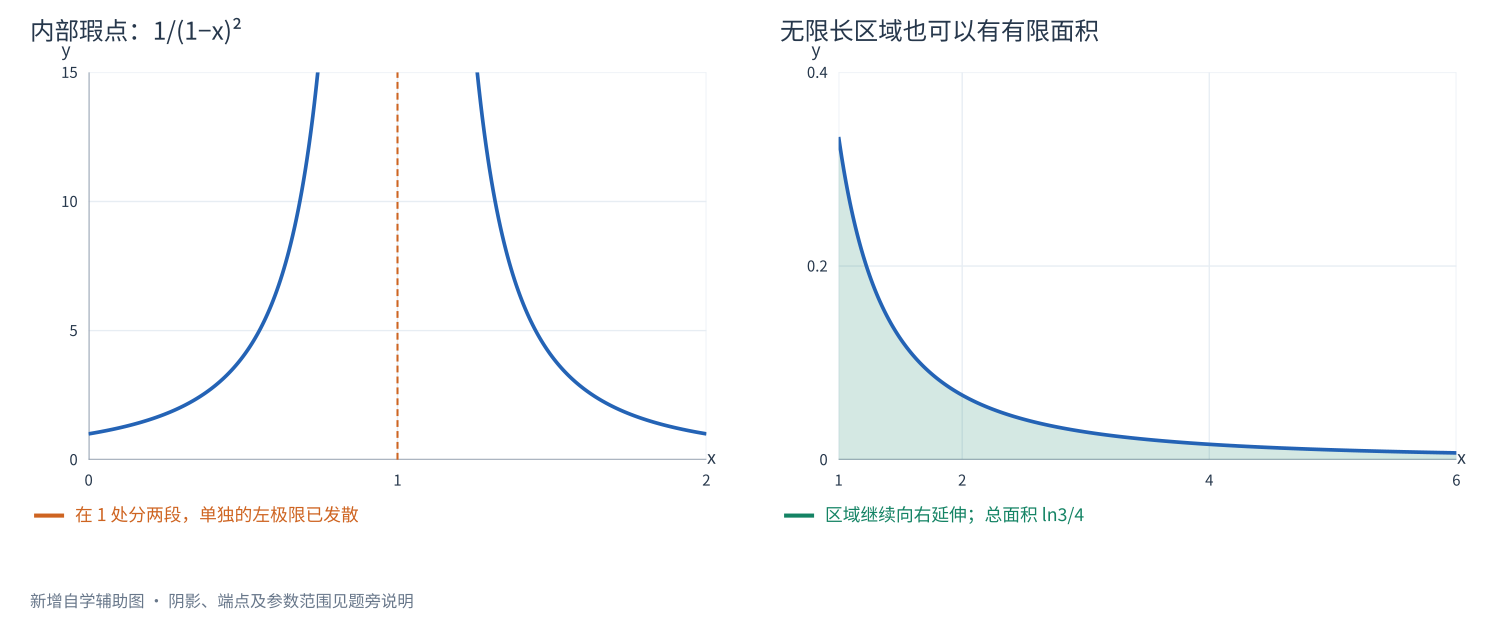 内部瑕点：1/(1−x)²
y
15
10
5
0
0
1
2
x
在 1 处分两段，单独的左极限已发散
无限长区域也可以有有限面积
y
0.4
0.2
0
1
2
4
6
x
区域继续向右延伸；总面积 ln3/4
新增自学辅助图 · 阴影、端点及参数范围见题旁说明